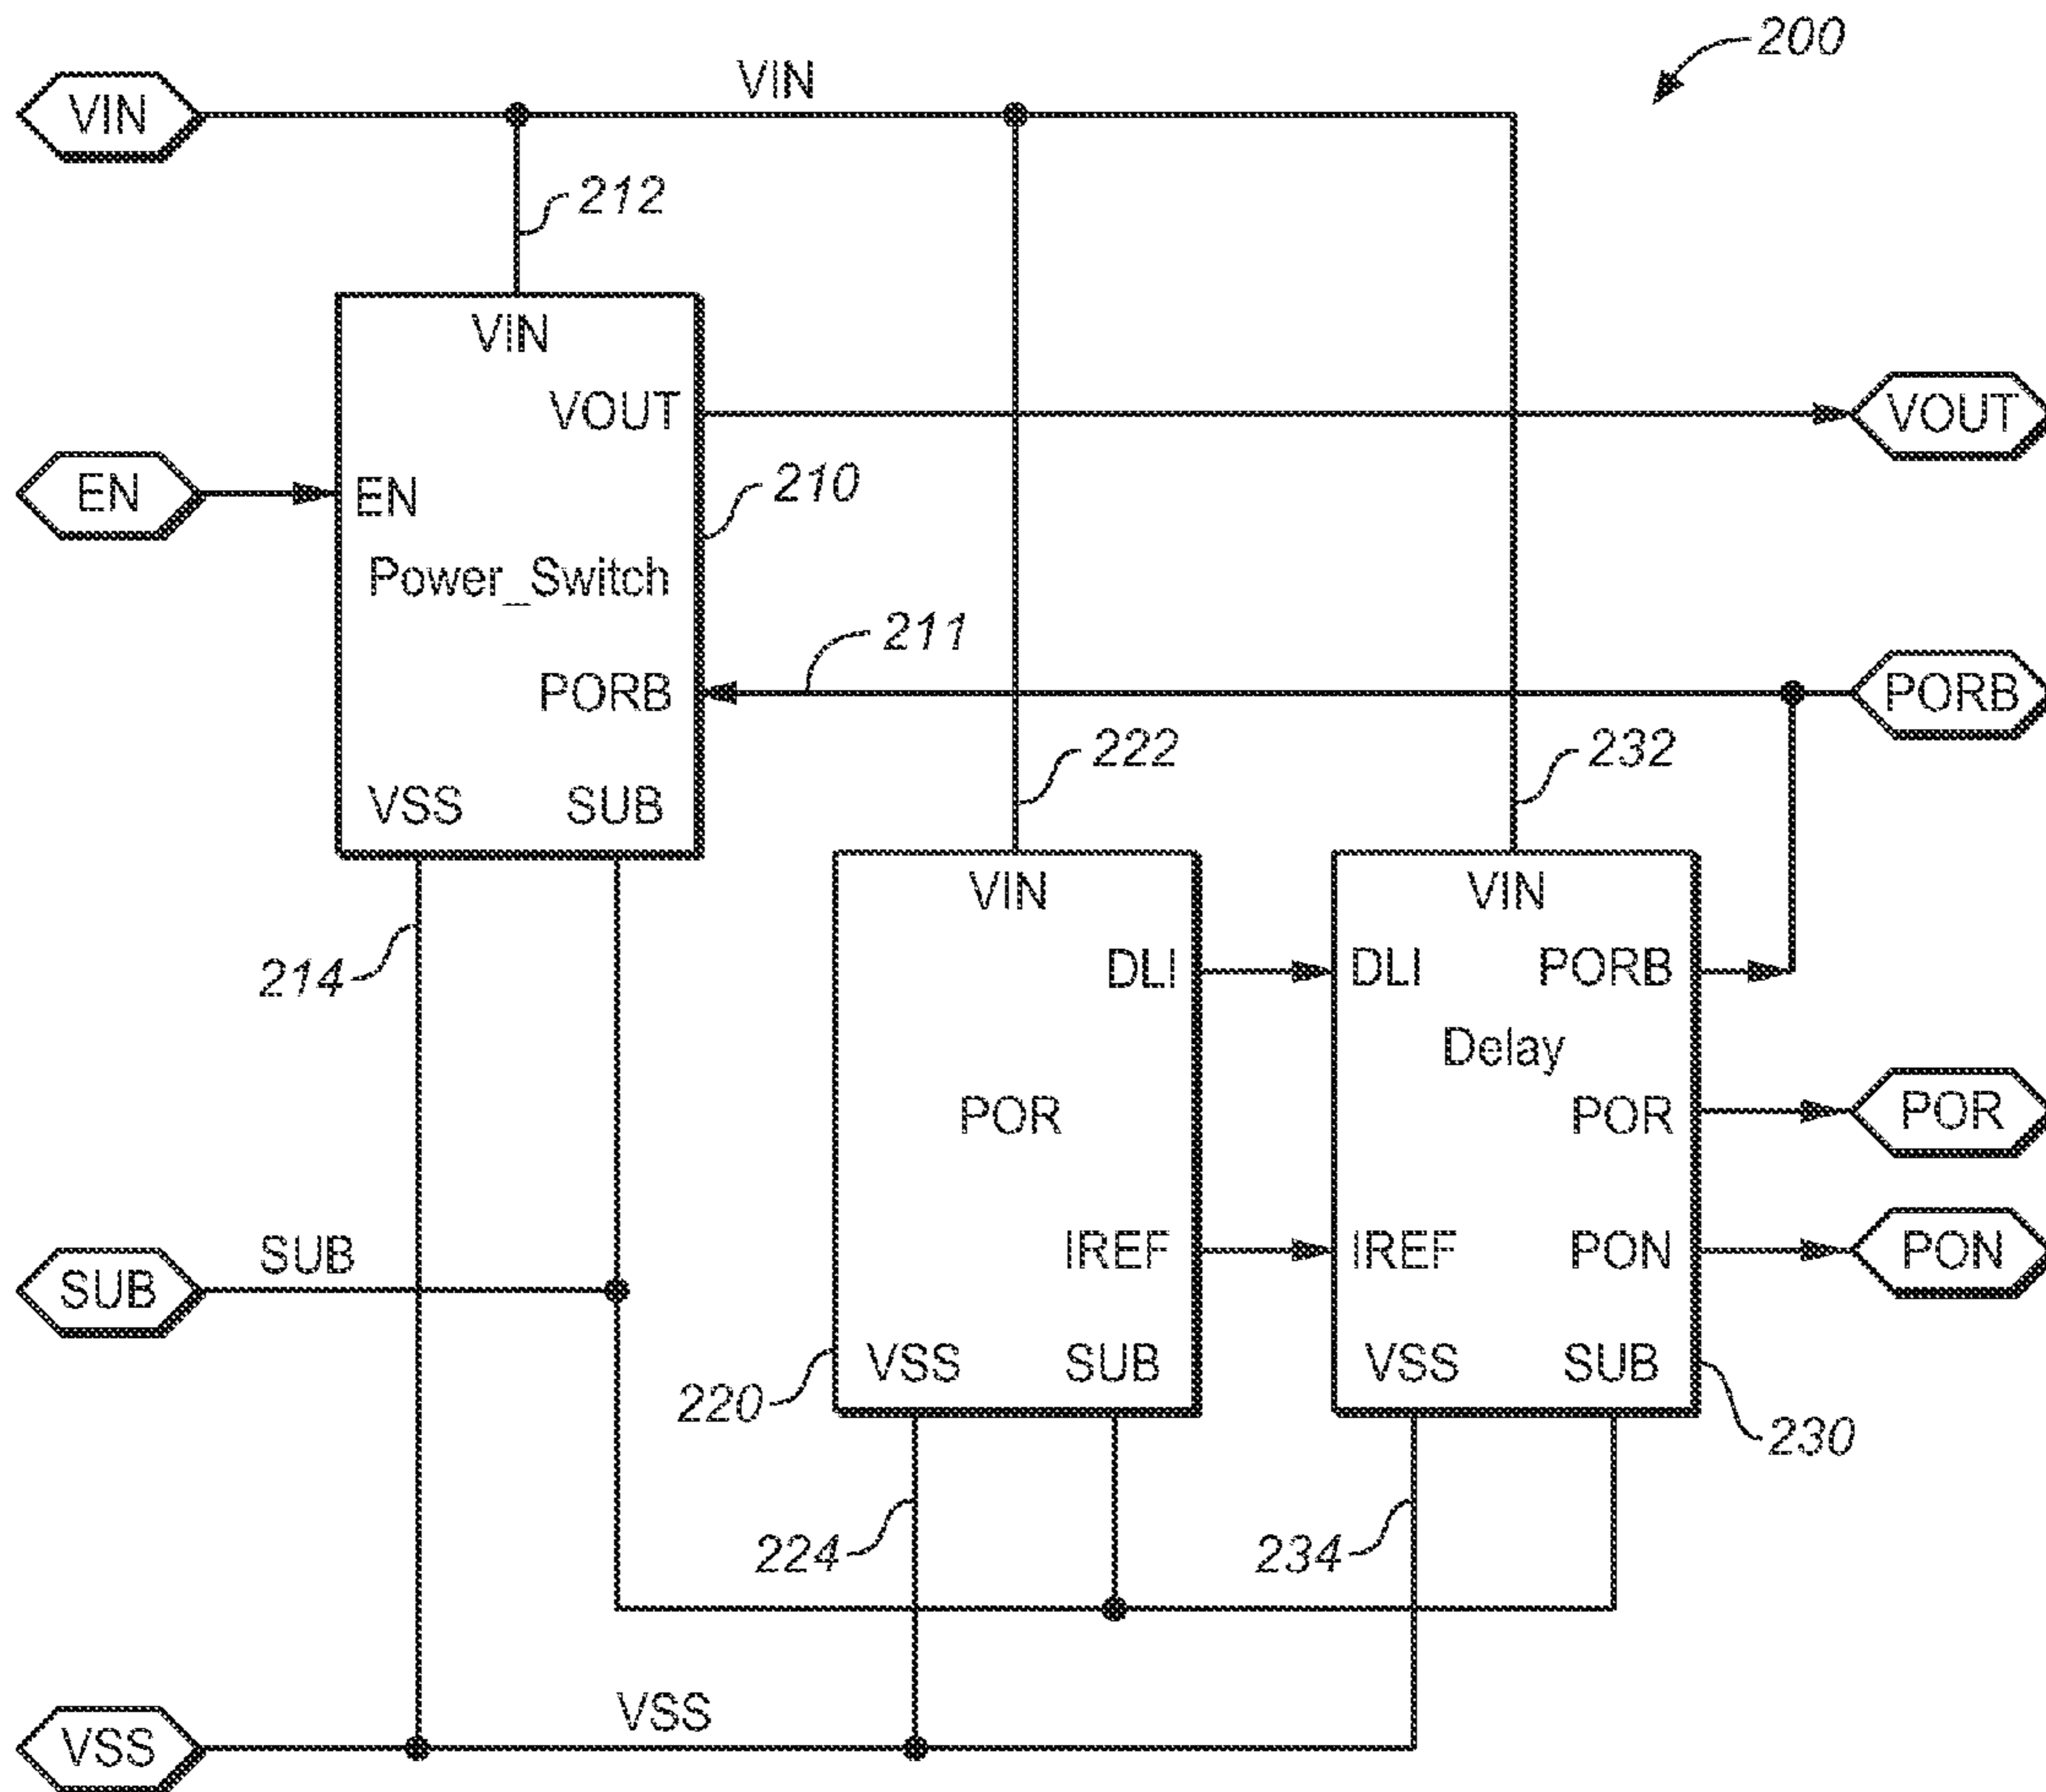 200
VIN
VIN
212
VIN
VOUT
VOUT
EN
EN
210
Power_Switch
211
PORB
PORB
222
232
VSS
SUB
VIN
VIN
214
DLI
DLI
PORB
Delay
POR
POR
POR
SUB
SUB
IREF
IREF
PON
PON
VSS
SUB
VSS
SUB
220
230
224
234
VSS
VSS